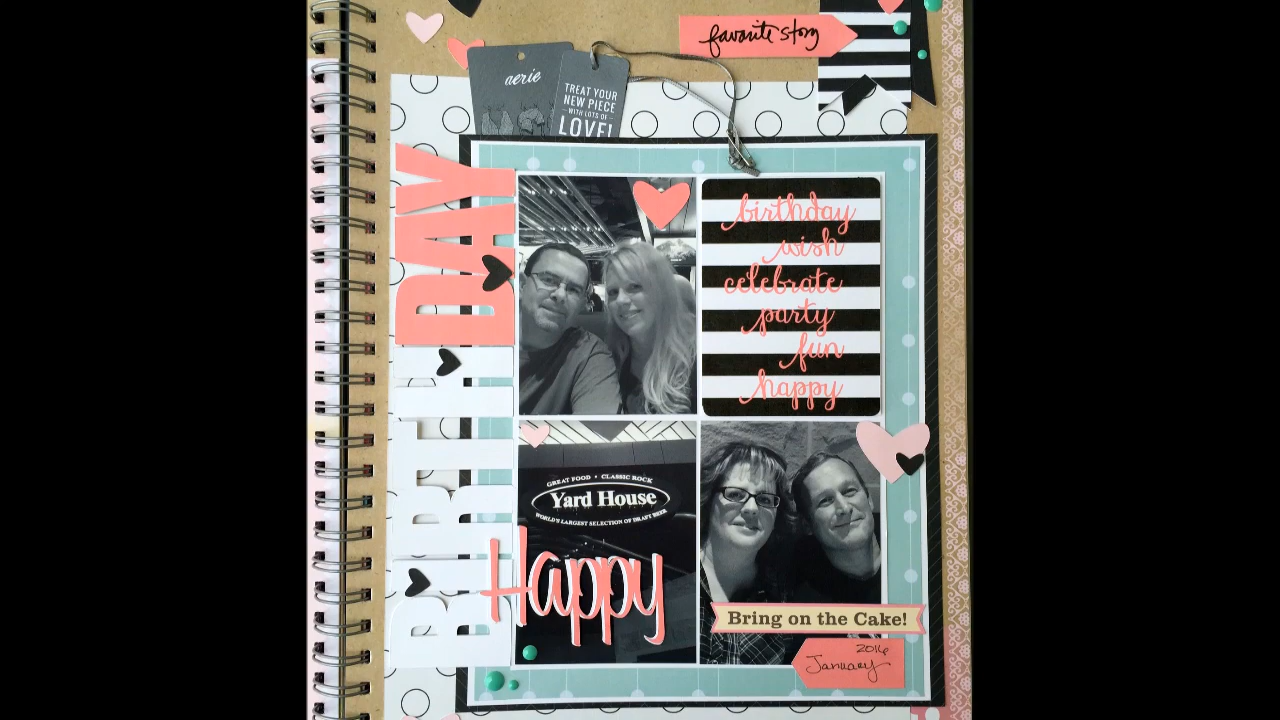 favorite story
aerie
TREAT YOUR
NEW PIECE
WITH LOTS OF
LOVE!
BIRTHDAY
birthday
wish
celebrate
party
fun
happy
GREAT FOOD • CLASSIC ROCK
Yard House
WORLD'S LARGEST SELECTION OF DRAFT BEER
Happy
Bring on the Cake!
2016
January